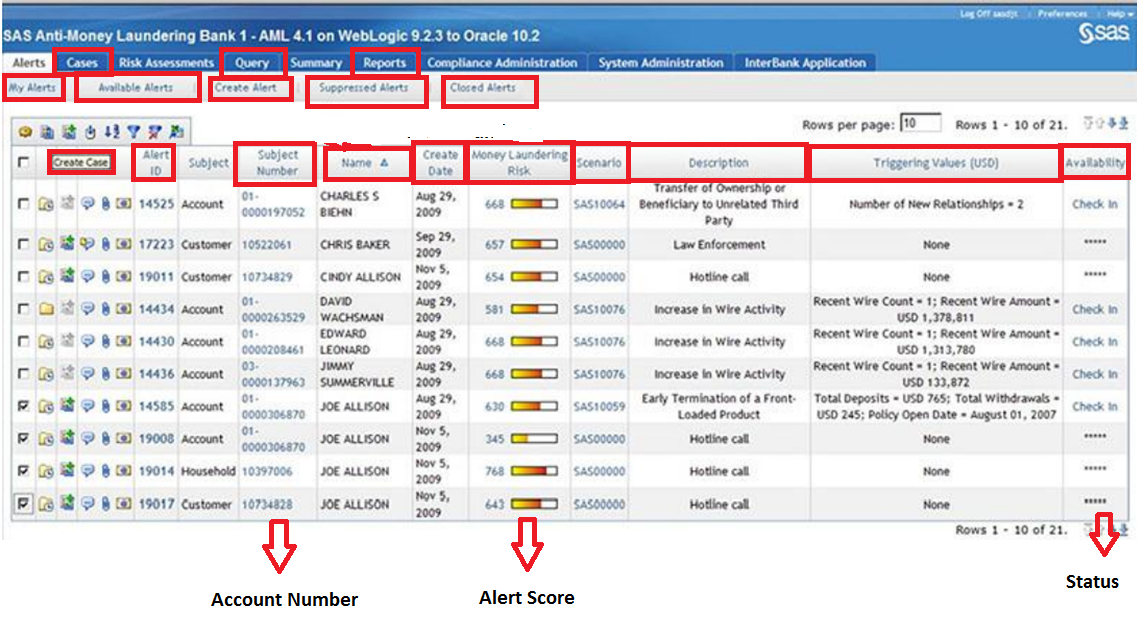 Log Off sasdjt Preferences Help
SAS Anti-Money Laundering Bank 1 - AML 4.1 on WebLogic 9.2.3 to Oracle 10.2
sas
Alerts Cases Risk Assessments Query Summary Reports Compliance Administration System Administration InterBank Application
My Alerts Available Alerts Create Alert Suppressed Alerts Closed Alerts
Rows per page: 10 Rows 1 - 10 of 21.
Create Case Alert Subject Subject Name Create Money Laundering Scenario Description Triggering Values (USD) Availability
ID Number Date Risk
14525 Account 01- CHARLES S Aug 29, 668 SAS10064 Transfer of Ownership or Number of New Relationships = 2 Check In
0000197052 BIEHN 2009 Beneficiary to Unrelated Third
Party
17223 Customer 10522061 CHRIS BAKER Sep 29, 657 SAS00000 Law Enforcement None *****
2009
19011 Customer 10734829 CINDY ALLISON Nov 5, 654 SAS00000 Hotline call None *****
2009
14434 Account 01- DAVID Aug 29, 581 SAS10076 Increase in Wire Activity Recent Wire Count = 1; Recent Wire Amount = Check In
0000263529 WACHSMAN 2009 USD 1,378,811
14430 Account 01- EDWARD Aug 29, 668 SAS10076 Increase in Wire Activity Recent Wire Count = 1; Recent Wire Amount = Check In
0000208461 LEONARD 2009 USD 1,313,780
14436 Account 03- JIMMY Aug 29, 668 SAS10076 Increase in Wire Activity Recent Wire Count = 1; Recent Wire Amount = Check In
0000137963 SUMMERVILLE 2009 USD 133,872
14585 Account 01- JOE ALLISON Aug 29, 630 SAS10059 Early Termination of a Front- Total Deposits = USD 765; Total Withdrawals = Check In
0000306870 2009 Loaded Product USD 245; Policy Open Date = August 01, 2007
19008 Account 01- JOE ALLISON Nov 5, 345 SAS00000 Hotline call None *****
0000306870 2009
19014 Household 10397006 JOE ALLISON Nov 5, 768 SAS00000 Hotline call None *****
2009
19017 Customer 10734828 JOE ALLISON Nov 5, 643 SAS00000 Hotline call None *****
2009
Rows 1 - 10 of 21.
Account Number Alert Score Status